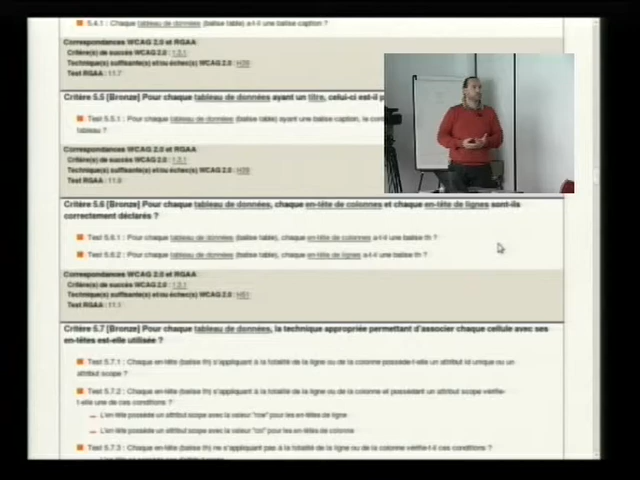 5.4.1 : Chaque tableau de données (balise table) a-t-il une balise caption ?
Correspondances WCAG 2.0 et RGAA
Critère(s) de succès WCAG 2.0 : 1.3.1
Technique(s) suffisante(s) et/ou échec(s) WCAG 2.0 : H39
Test RGAA : 11.7
Critère 5.5 [Bronze] Pour chaque tableau de données ayant un titre, celui-ci est-il
Test 5.5.1 : Pour chaque tableau de données (balise table) ayant une balise caption, le
tableau ?
Correspondances WCAG 2.0 et RGAA
Critère(s) de succès WCAG 2.0 : 1.3.1
Technique(s) suffisante(s) et/ou échec(s) WCAG 2.0 : H39
Test RGAA :
Critère 5.6 [Bronze] Pour chaque tableau de données, chaque en-tête de colonnes et chaque en-tête de lignes sont-ils
correctement déclarés ?
Test 5.6.1 : Pour chaque tableau de données (balise table), chaque en-tête de colonnes a-t-il une balise th ?
Test 5.6.2 : Pour chaque tableau de données (balise table), chaque en-tête de lignes a-t-il une balise th ?
Correspondances WCAG 2.0 et RGAA
Critère(s) de succès WCAG 2.0 : 1.3.1
Technique(s) suffisante(s) et/ou échec(s) WCAG 2.0 : H51
Test RGAA : 11.1
Critère 5.7 [Bronze] Pour chaque tableau de données, la technique appropriée permettant d'associer chaque cellule avec ses
en-têtes est-elle utilisée ?
Test 5.7.1 : Chaque en-tête (balise th) s'appliquant à la totalité de la ligne ou de la colonne possède-t-elle un attribut id unique ou un
attribut scope ?
Test 5.7.2 : Chaque en-tête (balise th) s'appliquant à la totalité de la ligne ou de la colonne et possédant un attribut scope vérifie-
t-elle une de ces conditions ?
L'en-tête possède un attribut scope avec la valeur "row" pour les en-têtes de ligne
L'en-tête possède un attribut scope avec la valeur "col" pour les en-têtes de colonne
Test 5.7.3 : Chaque en-tête (balise th) ne s'appliquant pas à la totalité de la ligne ou de la colonne vérifie-t-il ces conditions ?